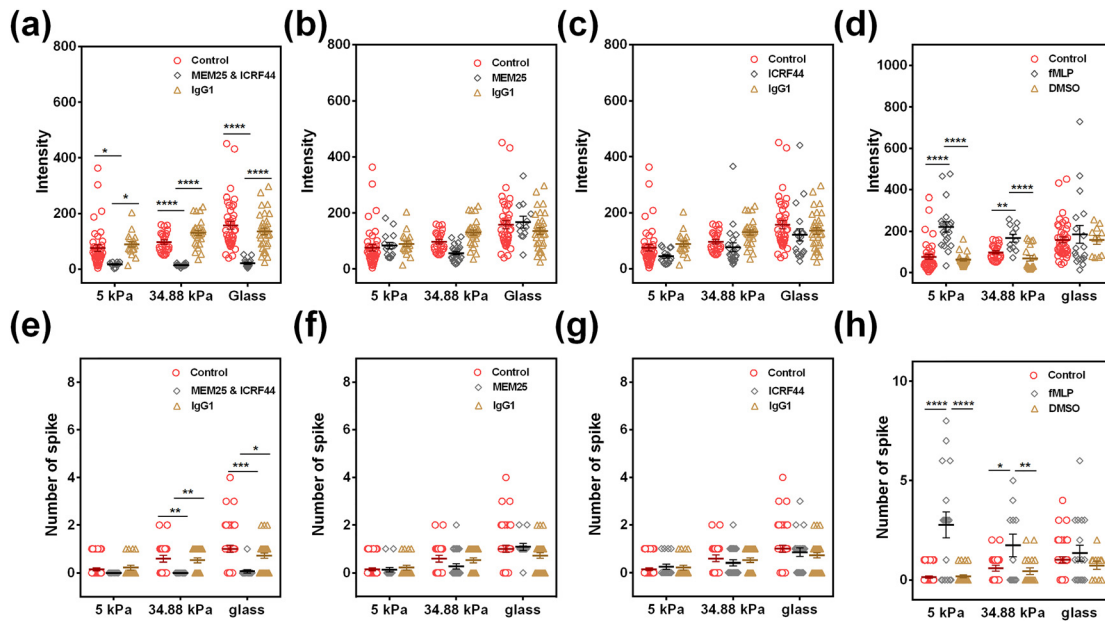 (a)
800
600
400
200
0
Intensity
Control
MEM25 & ICRF44
IgG1
*
*
****
****
****
****
5 kPa 34.88 kPa Glass
(b)
800
600
400
200
0
Intensity
Control
MEM25
IgG1
5 kPa 34.88 kPa Glass
(c)
800
600
400
200
0
Intensity
Control
ICRF44
IgG1
5 kPa 34.88 kPa Glass
(d)
1000
800
600
400
200
0
Intensity
Control
fMLP
DMSO
****
****
**
****
5 kPa 34.88 kPa glass
(e)
8
6
4
2
0
Number of spike
Control
MEM25 & ICRF44
IgG1
**
**
***
*
5 kPa 34.88 kPa glass
(f)
8
6
4
2
0
Number of spike
Control
MEM25
IgG1
5 kPa 34.88 kPa glass
(g)
8
6
4
2
0
Number of spike
Control
ICRF44
IgG1
5 kPa 34.88 kPa glass
(h)
10
5
0
Number of spike
Control
fMLP
DMSO
****
****
*
**
5 kPa 34.88 kPa glass